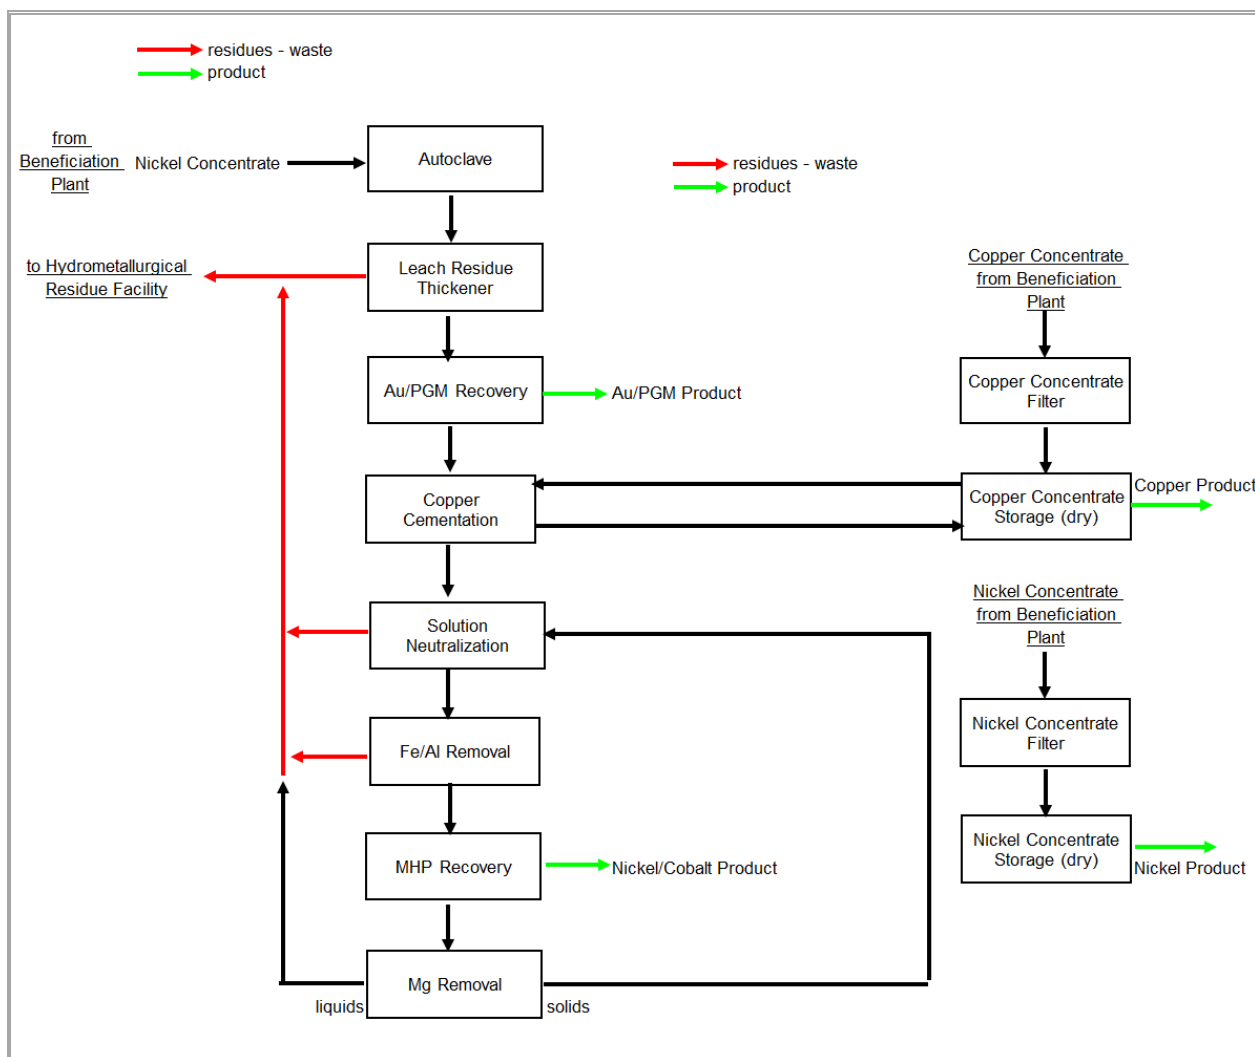 residues - waste
product
from
Beneficiation
Plant
Nickel Concentrate
Autoclave
residues - waste
product
to Hydrometallurgical
Residue Facility
Leach Residue
Thickener
Copper Concentrate
from Beneficiation
Plant
Au/PGM Recovery
Au/PGM Product
Copper Concentrate
Filter
Copper
Cementation
Copper Concentrate
Storage (dry)
Copper Product
Solution
Neutralization
Nickel Concentrate
from Beneficiation
Plant
Fe/Al Removal
Nickel Concentrate
Filter
MHP Recovery
Nickel/Cobalt Product
Nickel Concentrate
Storage (dry)
Nickel Product
Mg Removal
liquids
solids